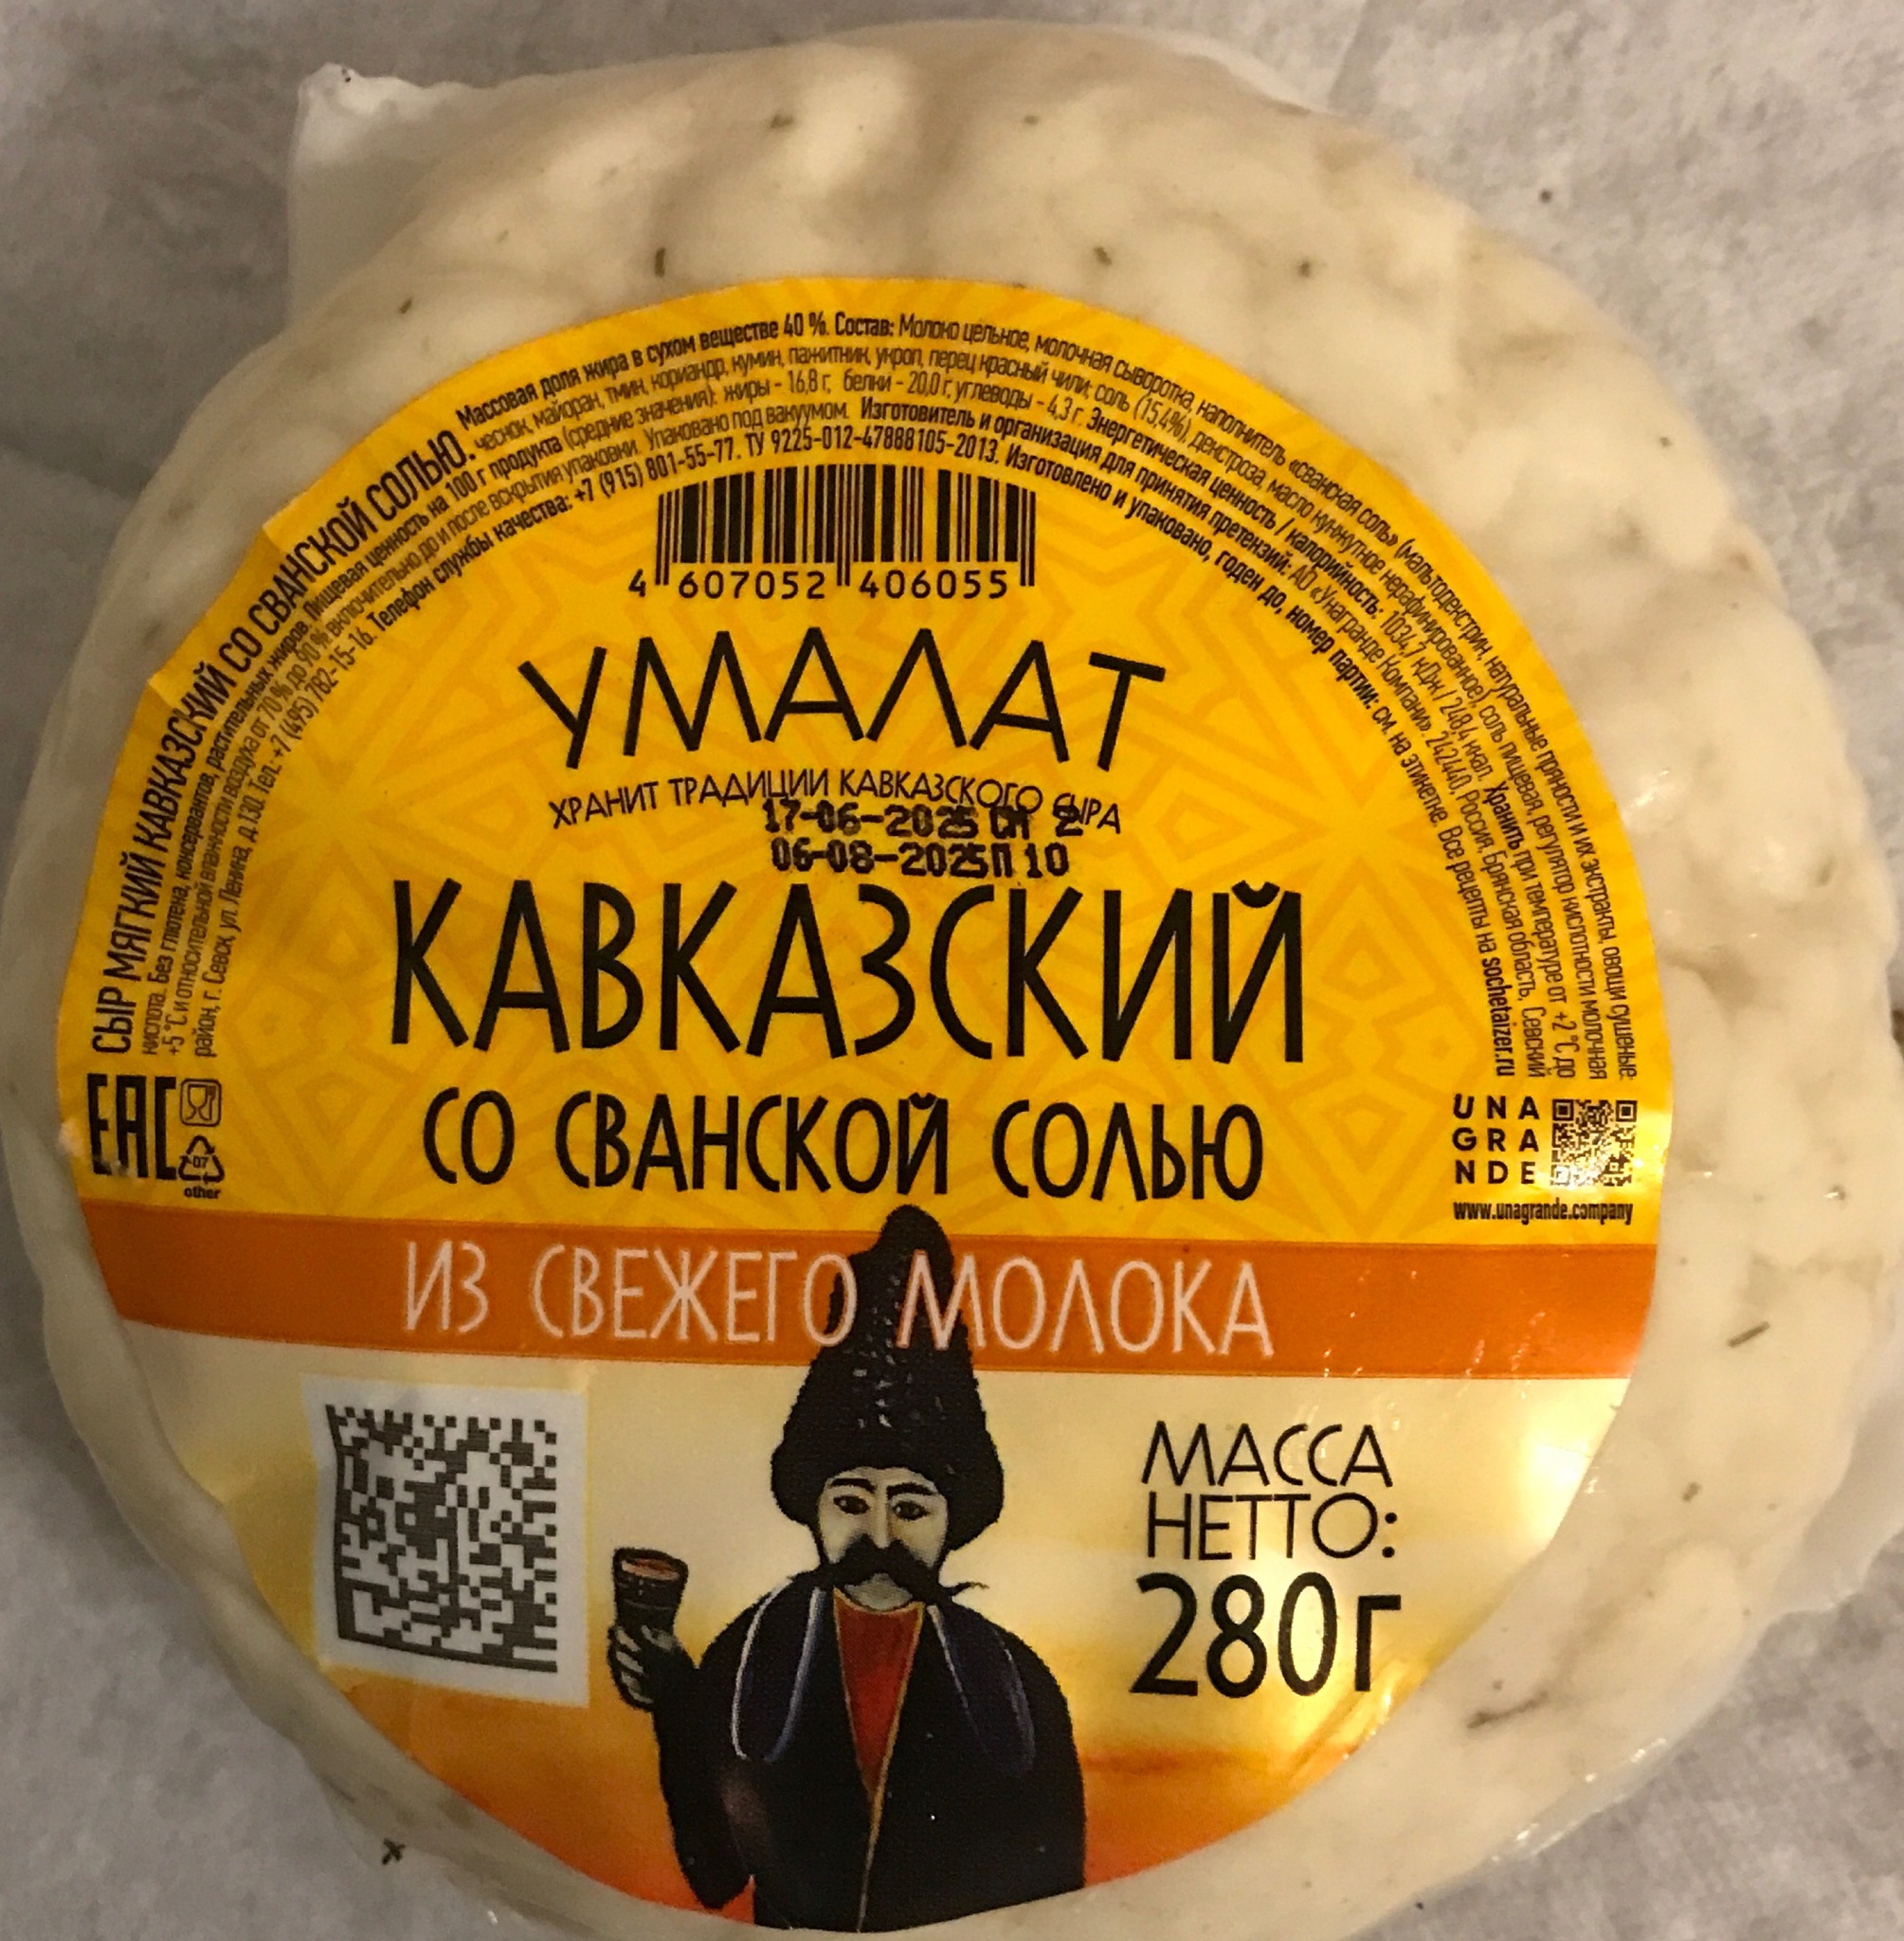 СЫР МЯГКИЙ КАВКАЗСКИЙ СО СВАНСКОЙ СОЛЬЮ. Массовая доля жира в сухом веществе 40 %. Состав: Молоко цельное, молочная сыворотка, наполнитель «сванская соль» (мальтодекстрин, натуральные пряности и их экстракты, овощи сушеные:
чеснок, майоран, тмин, кориандр, кумин, пажитник, укроп, перец красный чили; соль (15,4%), декстроза, масло кунжутное нерафинированное), соль пищевая, регулятор кислотности молочная
кислота. Без глютена, консервантов, растительных жиров. Пищевая ценность на 100 г продукта (средние значения): жиры - 16,8 г, белки - 20,0 г, углеводы - 4,3 г. Энергетическая ценность / калорийность: 1034,7 кДж / 248,4 ккал. Хранить при температуре от +2 °С до
+5 °С и относительной влажности воздуха от 70 % до 90 % включительно до и после вскрытия упаковки. Упаковано под вакуумом. Изготовитель и организация для принятия претензий: АО «Унагранде Компани». 242440, Россия, Брянская область, Севский
район, г. Севск, ул. Ленина, д.130. Тел.: +7 (495) 782-15-16. Телефон службы качества: +7 (915) 801-55-77. ТУ 9225-012-47888105-2013. Изготовлено и упаковано, годен до, номер партии: см. на этикетке. Все рецепты на sochetaizer.ru
4 607052 406055
УМАЛАТ
ХРАНИТ ТРАДИЦИИ КАВКАЗСКОГО СЫРА
17-06-2025 СМ 2
06-08-2025П 10
КАВКАЗСКИЙ
СО СВАНСКОЙ СОЛЬЮ
EAC
07
other
UNA
GRA
NDE
www.unagrande.company
ИЗ СВЕЖЕГО МОЛОКА
МАССА
НЕТТО:
280г